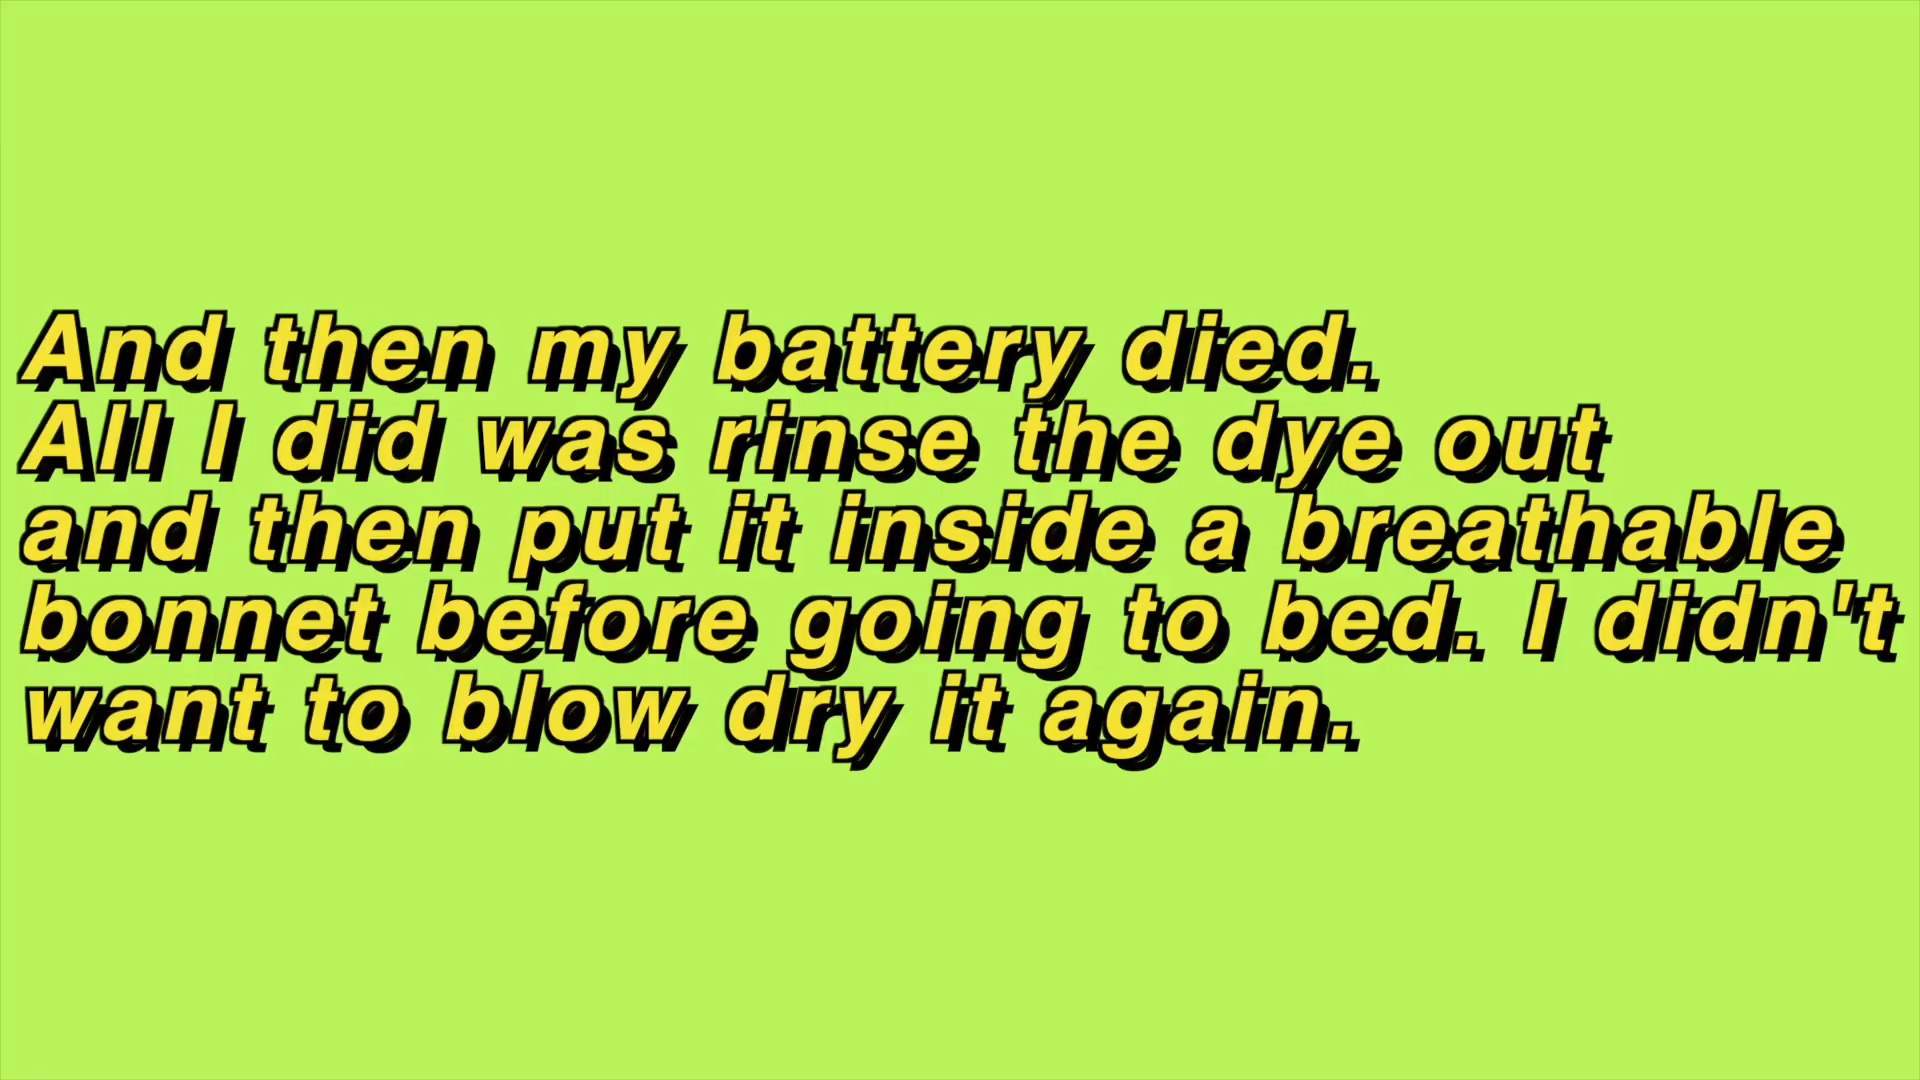 And then my battery died.
All I did was rinse the dye out
and then put it inside a breathable
bonnet before going to bed. I didn't
want to blow dry it again.